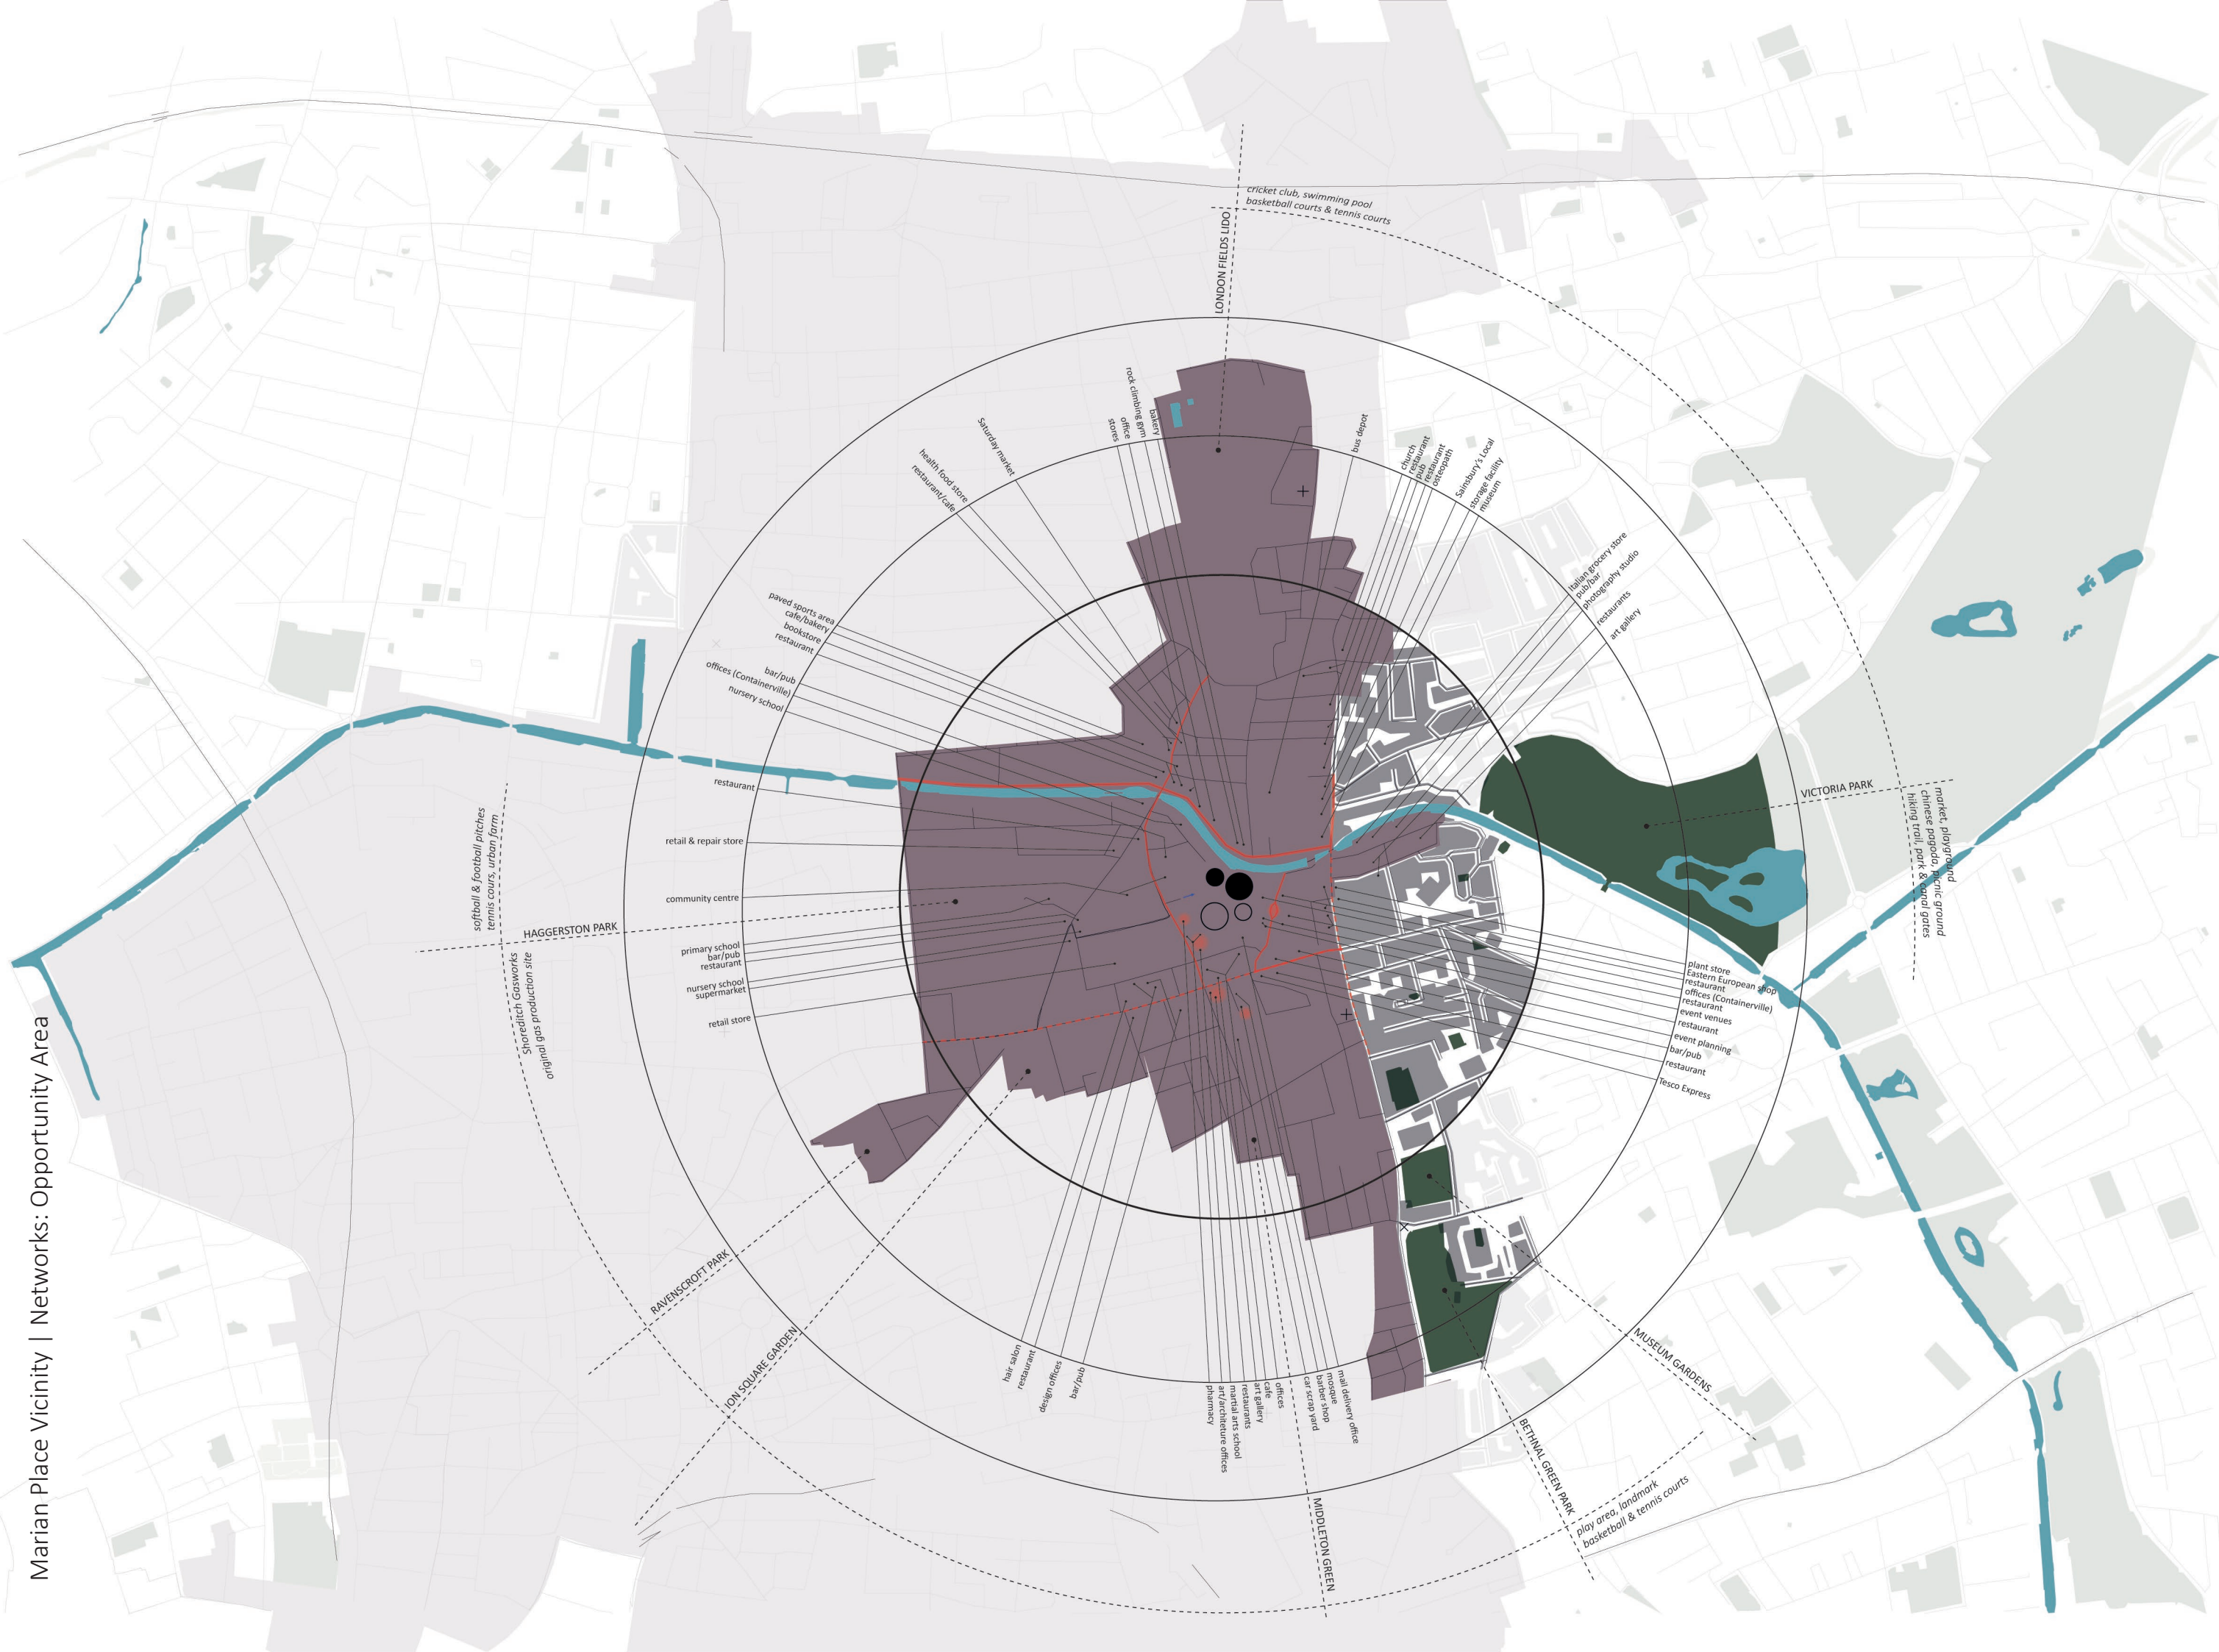 Marian Place Vicinity | Networks: Opportunity Area
LONDON FIELDS LIDO
cricket club, swimming pool
basketball courts & tennis courts
stores
office
rock climbing gym
bakery
Saturday market
health food store
restaurant/cafe
bus depot
church
restaurant
pub
restaurant
osteopath
Sainsbury's Local
storage facility
museum
italian grocery store
pub/bar
photography studio
restaurants
art gallery
VICTORIA PARK
market, playground
chinese pagoda, picnic ground
hiking trail, park & canal gates
paved sports area
cafe/bakery
bookstore
restaurant
bar/pub
offices (Containerville)
nursery school
restaurant
retail & repair store
community centre
HAGGERSTON PARK
softball & football pitches
tennis cours, urban farm
Shoreditch Gasworks
original gas production site
primary school
bar/pub
restaurant
nursery school
supermarket
retail store
plant store
Eastern European shop
restaurant
offices (Containerville)
restaurant
event venues
restaurant
event planning
bar/pub
restaurant
Tesco Express
RAVENSCROFT PARK
ION SQUARE GARDEN
hair salon
restaurant
design offices
bar/pub
pharmacy
art/architeture offices
martial arts school
restaurants
art gallery
cafe
offices
car scrap yard
barber shop
mosque
mail delivery office
MIDDLETON GREEN
BETHNAL GREEN PARK
play area, landmark
basketball & tennis courts
MUSEUM GARDENS